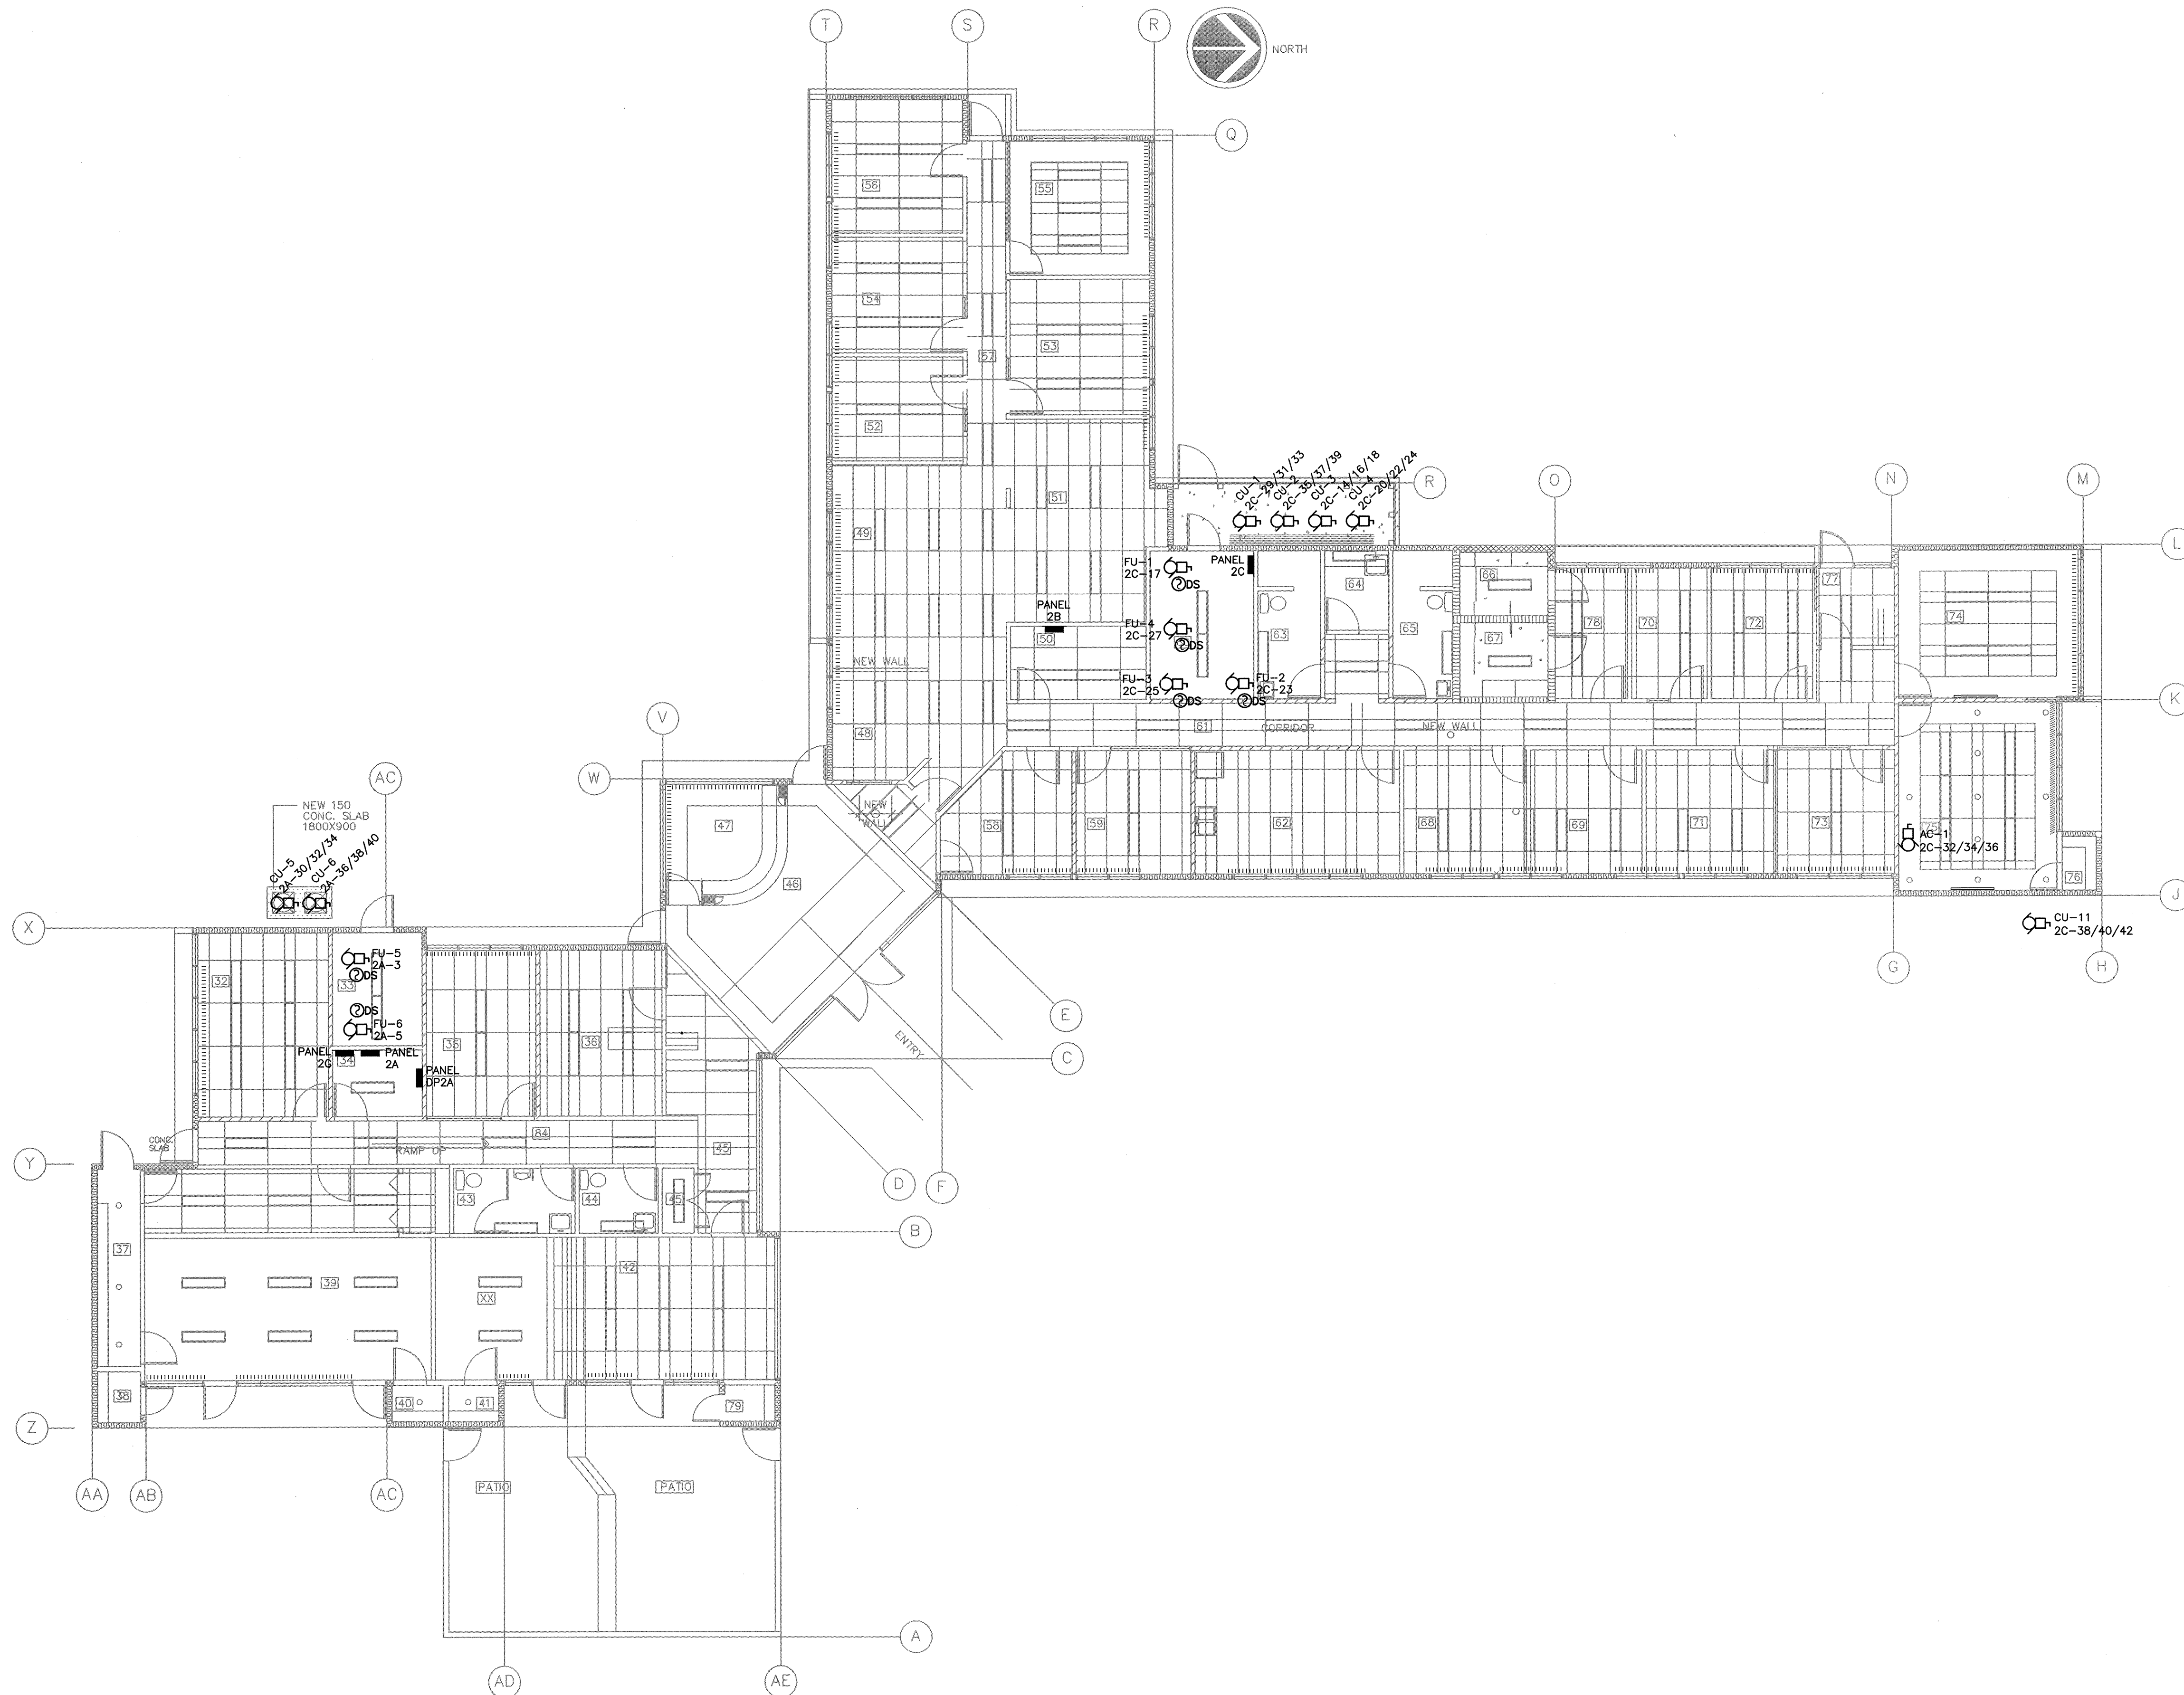 T
S
R
NORTH
Q
56
55
54
53
57
52
51
49
CU-1
2C-29/31/33
CU-2
2C-35/37/39
CU-3
2C-14/16/18
CU-4
2C-20/22/24
R
O
N
M
L
FU-1
2C-17
DS
PANEL
2C
64
66
77
74
PANEL
2B
50
FU-4
2C-27
DS
63
65
67
78
70
72
NEW WALL
FU-3
2C-25
DS
FU-2
2C-23
DS
K
V
48
61
CORRIDOR
NEW WALL
W
AC
NEW 150
CONC. SLAB
1800X900
NEW
WALL
47
58
59
62
68
69
71
73
75
AC-1
2C-32/34/36
CU-5
2A-30/32/34
CU-6
2A-36/38/40
46
76
J
X
CU-11
2C-38/40/42
G
H
32
33
FU-5
2A-3
DS
DS
FU-6
2A-5
E
ENTRY
35
36
PANEL
2G
34
PANEL
2A
PANEL
DP2A
C
CONC.
SLAB
RAMP UP
84
45
Y
D
F
43
44
45
B
37
39
XX
42
38
40
41
79
Z
AA
AB
AC
PATIO
PATIO
A
AD
AE